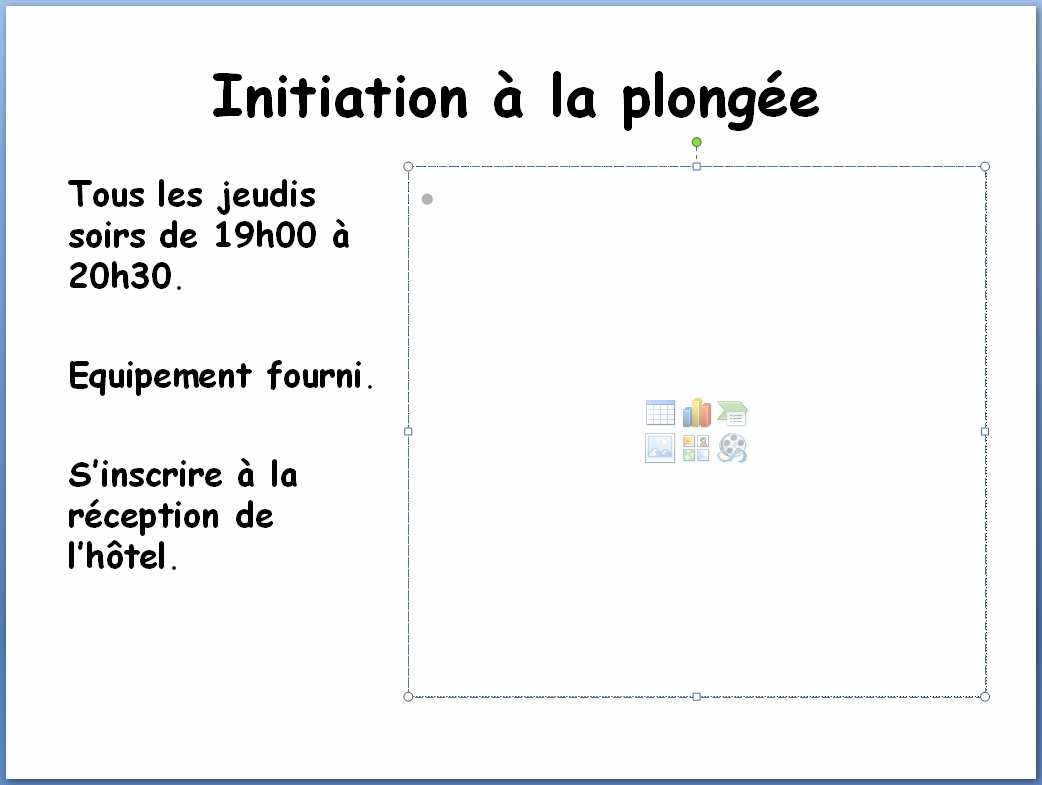 Initiation à la plongée
Tous les jeudis
soirs de 19h00 à
20h30.
Equipement fourni.
S’inscrire à la
réception de
l’hôtel.